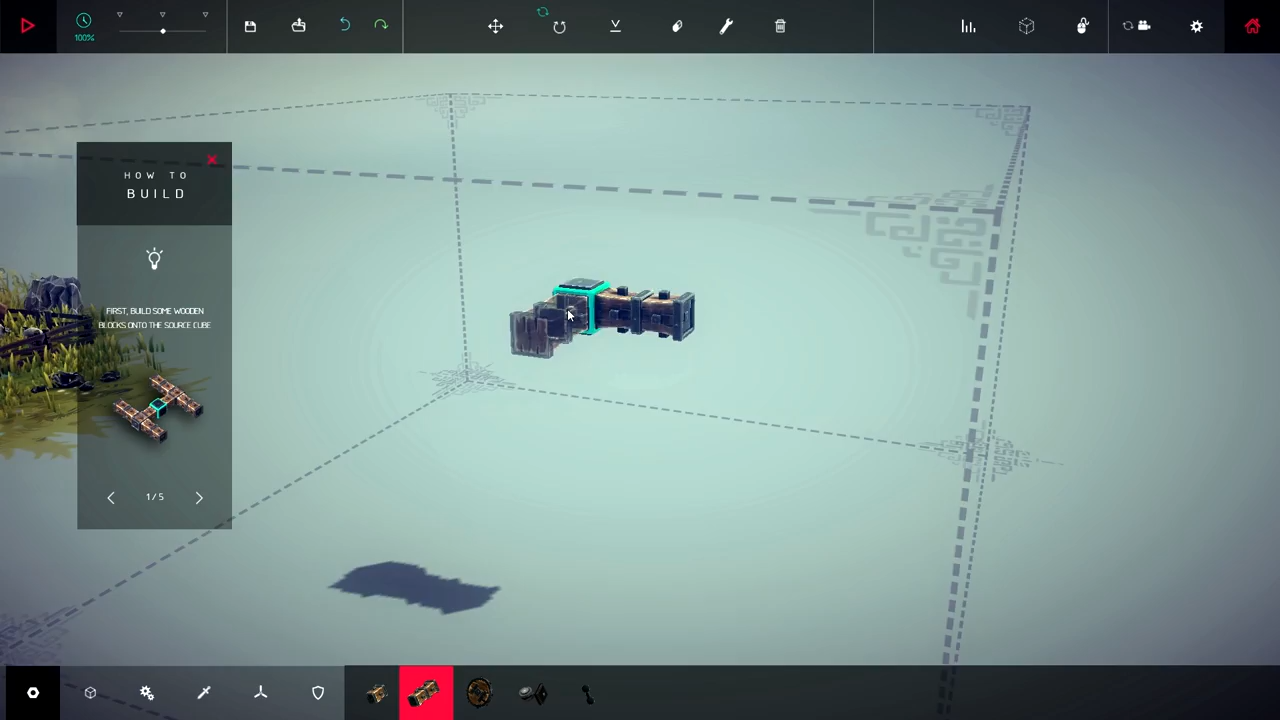 100%
HOW TO
BUILD
FIRST, BUILD SOME WOODEN
BLOCKS ONTO THE SOURCE CUBE
1/5